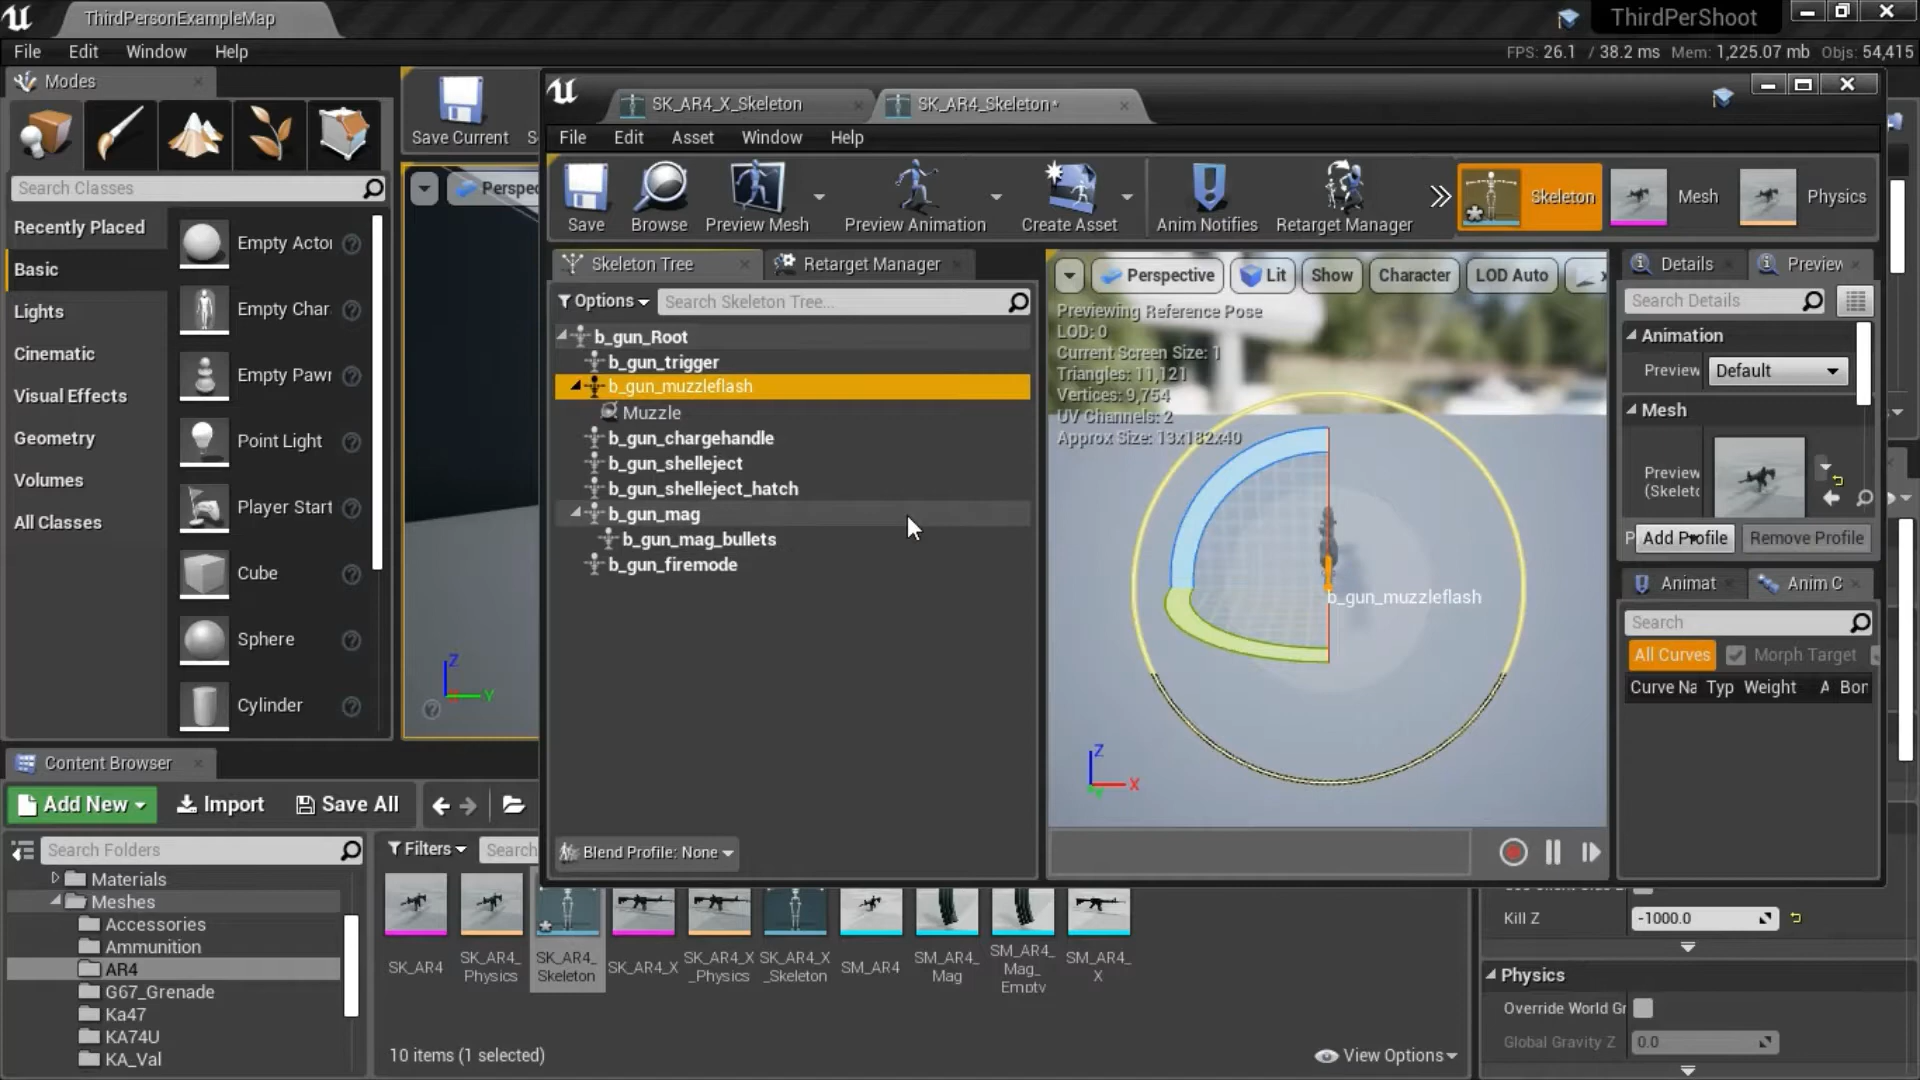 ThirdPersonExampleMap
ThirdPerShoot
File Edit Window Help
FPS: 26.1 / 38.2 ms Mem: 1,225.07 mb Objs: 54,415
Modes
Save Current
Search Classes
Recently Placed
Basic
Lights
Cinematic
Visual Effects
Geometry
Volumes
All Classes
Empty Actor
Empty Char
Empty Pawn
Point Light
Player Start
Cube
Sphere
Cylinder
Perspe
Z
Y
SK_AR4_X_Skeleton
SK_AR4_Skeleton*
File Edit Asset Window Help
Save
Browse
Preview Mesh
Preview Animation
Create Asset
Anim Notifies
Retarget Manager
Skeleton
Mesh
Physics
Skeleton Tree
Retarget Manager
Options
Search Skeleton Tree...
b_gun_Root
b_gun_trigger
b_gun_muzzleflash
Muzzle
b_gun_chargehandle
b_gun_shelleject
b_gun_shelleject_hatch
b_gun_mag
b_gun_mag_bullets
b_gun_firemode
Blend Profile: None
Perspective
Lit
Show
Character
LOD Auto
x
Previewing Reference Pose
LOD: 0
Current Screen Size: 1
Triangles: 11,121
Vertices: 9,754
UV Channels: 2
Approx Size: 13x182x40
b_gun_muzzleflash
Z
X
Y
Details
Preview
Search Details
Animation
Preview
Default
Mesh
Preview
(Skelet
Add Profile
Remove Profile
Animat
Anim C
Search
All Curves
Morph Target
Curve Na Typ Weight A Bon
Content Browser
Add New
Import
Save All
Search Folders
Materials
Meshes
Accessories
Ammunition
AR4
G67_Grenade
Ka47
KA74U
KA_Val
Filters
Search
SK_AR4
SK_AR4_
Physics
SK_AR4_
Skeleton
SK_AR4_X
SK_AR4_X
_Physics
SK_AR4_X
_Skeleton
SM_AR4
SM_AR4_
Mag
SM_AR4_
Mag_
Empty
SM_AR4_
X
10 items (1 selected)
View Options
Kill Z
-1000.0
Physics
Override World Gr
Global Gravity Z
0.0